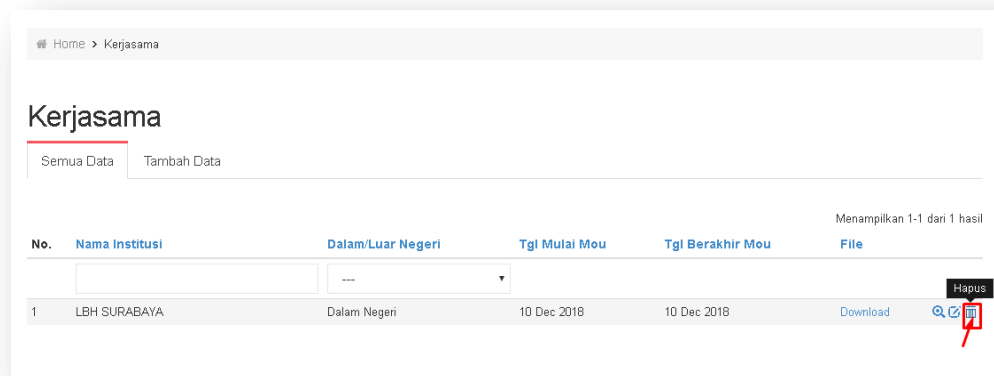 Home > Kerjasama
Kerjasama
Semua Data Tambah Data
Menampilkan 1-1 dari 1 hasil
No. Nama Institusi Dalam/Luar Negeri Tgl Mulai Mou Tgl Berakhir Mou File
---
Hapus
1 LBH SURABAYA Dalam Negeri 10 Dec 2018 10 Dec 2018 Download